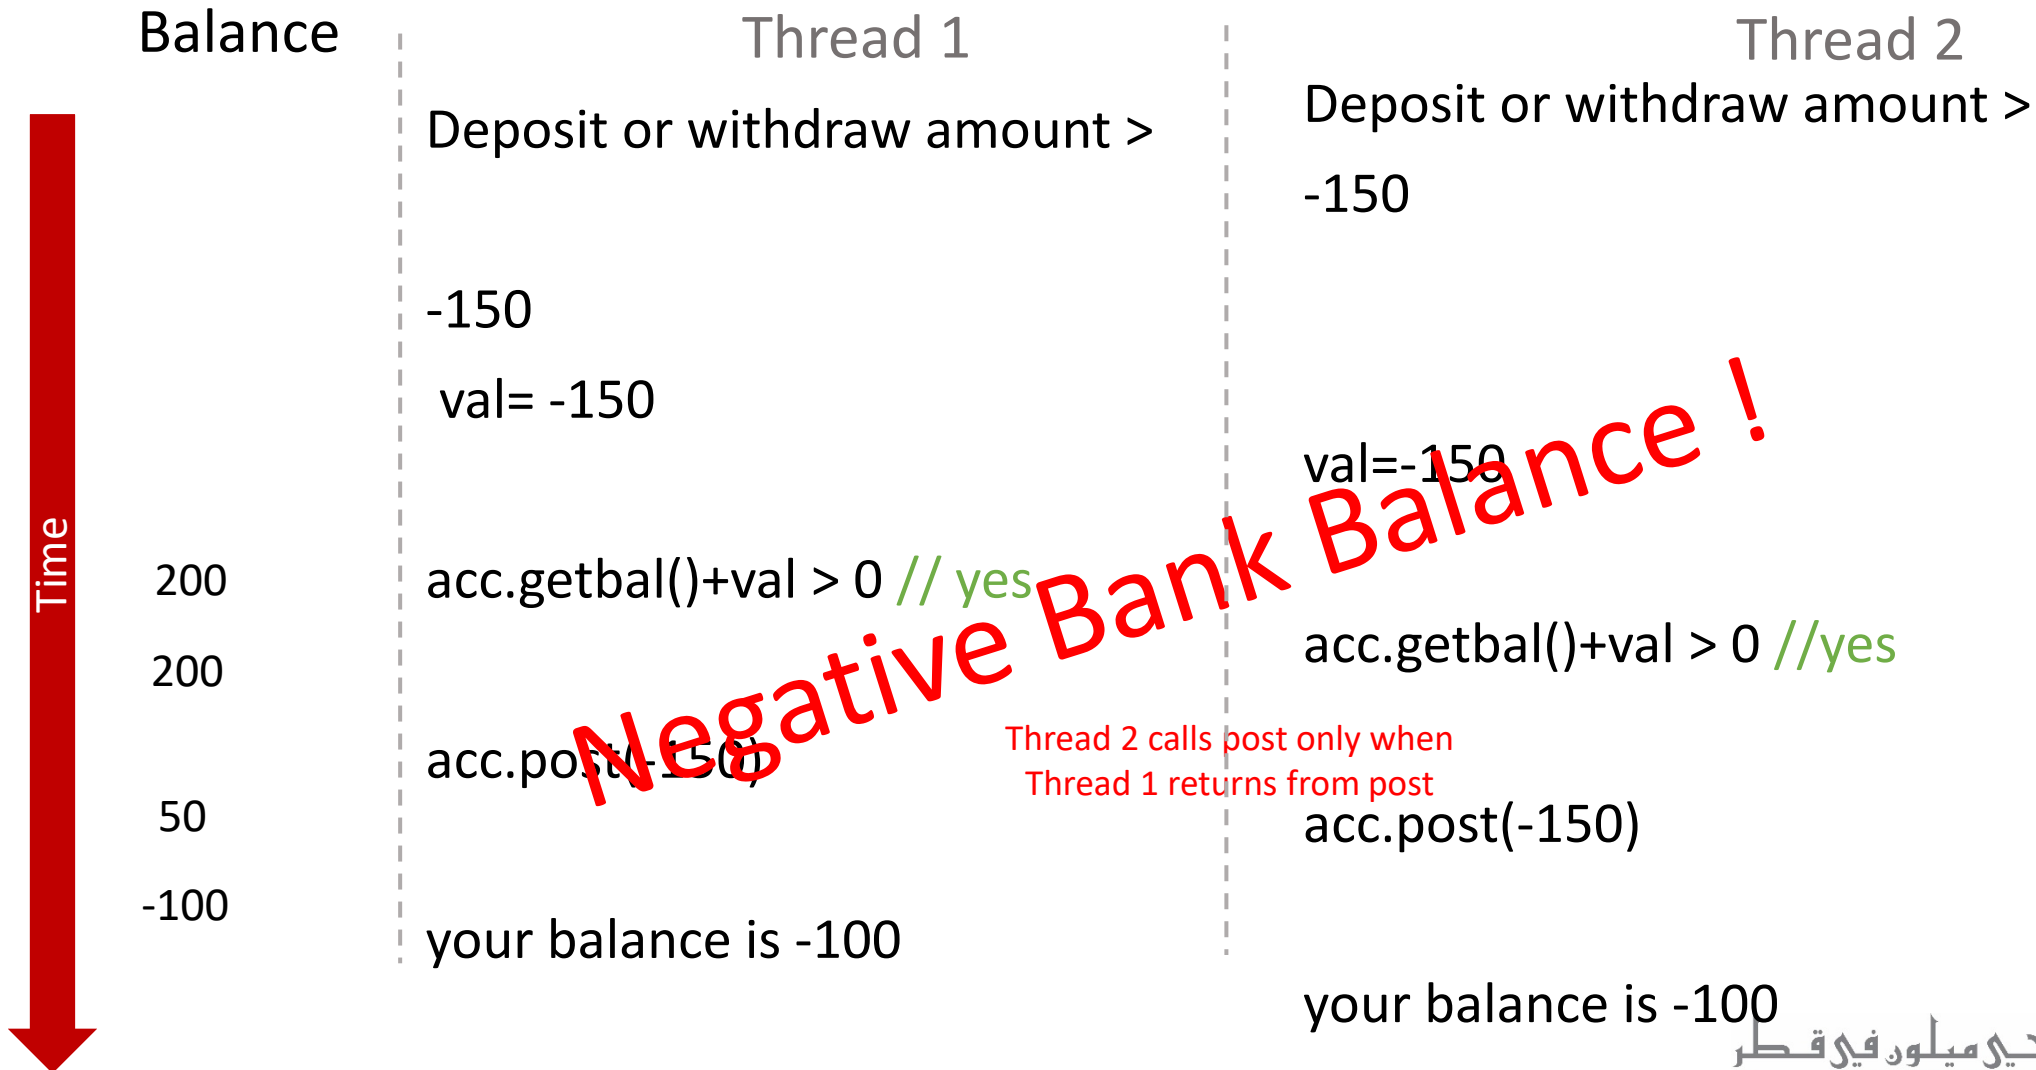 Balance
Thread 1
Thread 2
Deposit or withdraw amount >
Deposit or withdraw amount >
-150
-150
val= -150
val=-150
Negative Bank Balance !
Time
200
acc.getbal()+val > 0 // yes
200
acc.getbal()+val > 0 //yes
acc.post(-150)
Thread 2 calls post only when
Thread 1 returns from post
50
acc.post(-150)
-100
your balance is -100
your balance is -100
ميلون في قطر